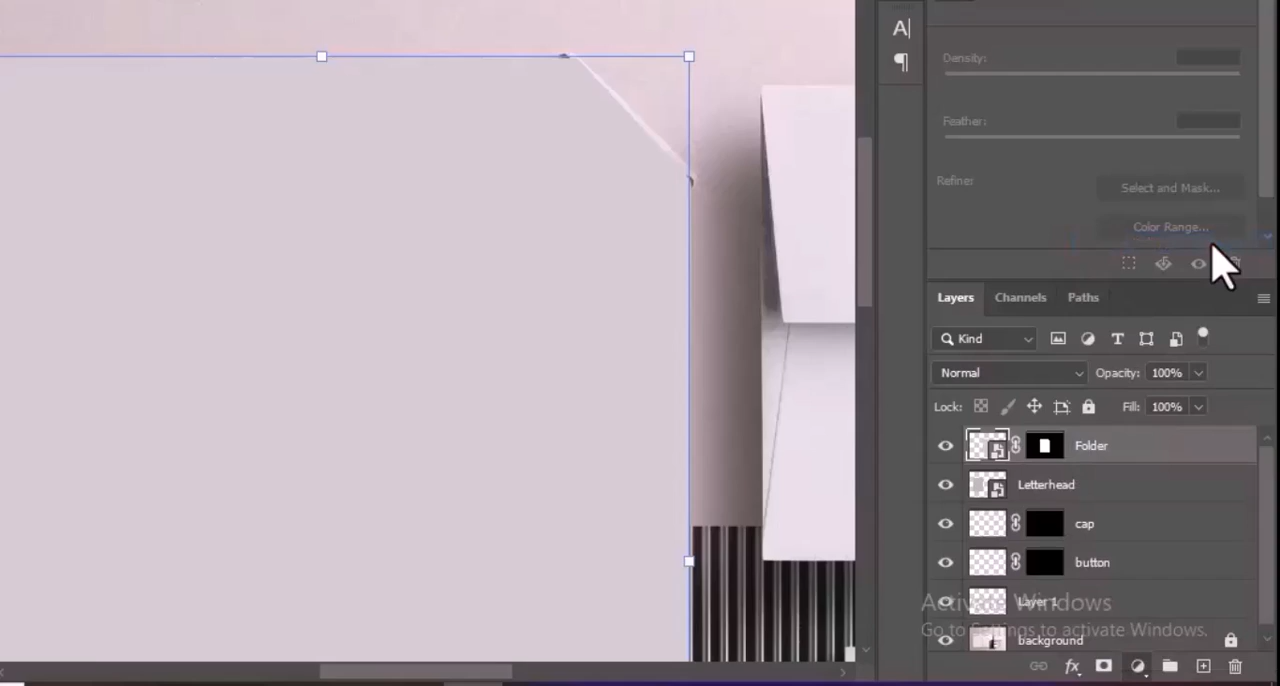 A|
¶
Density:
Feather:
Refine:
Select and Mask...
Color Range...
Layers Channels Paths
Kind T
Normal Opacity: 100%
Lock: Fill: 100%
Folder
Letterhead
cap
button
Layer 1
Activate Windows
Go to Settings to activate Windows.
background
fx